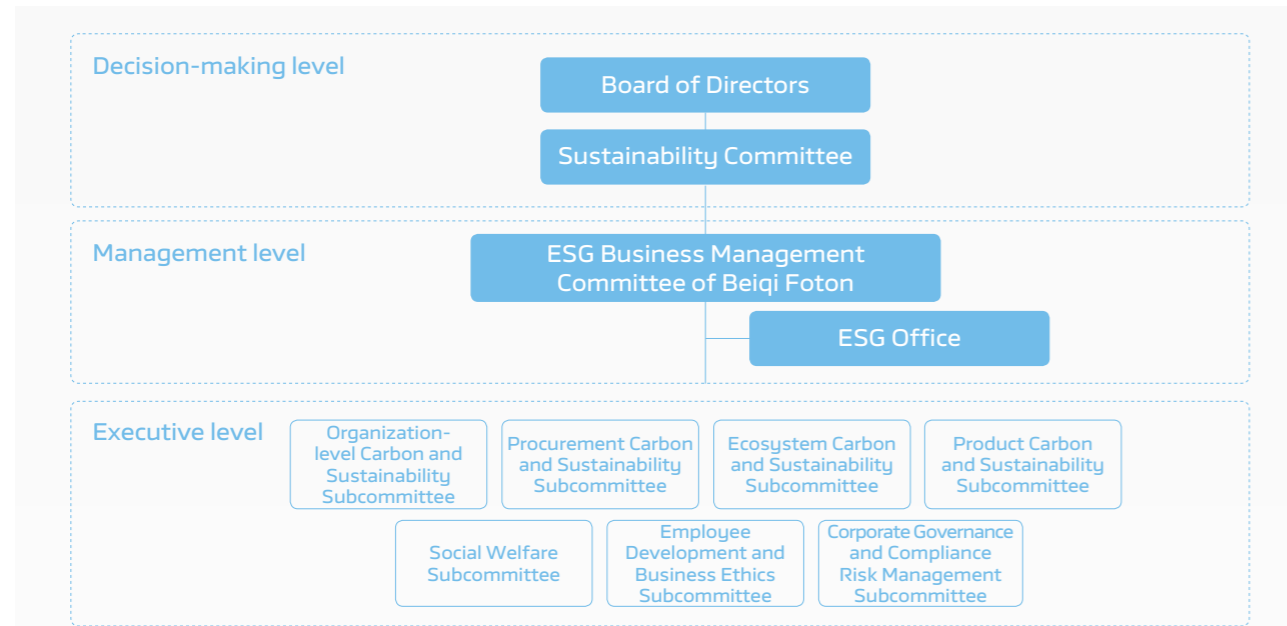 Decision-making level
Board of Directors
Sustainability Committee
Management level
ESG Business Management
Committee of Beiqi Foton
ESG Office
Executive level
Organization-
level Carbon and
Sustainability
Subcommittee
Procurement Carbon
and Sustainability
Subcommittee
Ecosystem Carbon
and Sustainability
Subcommittee
Product Carbon
and Sustainability
Subcommittee
Social Welfare
Subcommittee
Employee
Development and
Business Ethics
Subcommittee
Corporate Governance
and Compliance
Risk Management
Subcommittee